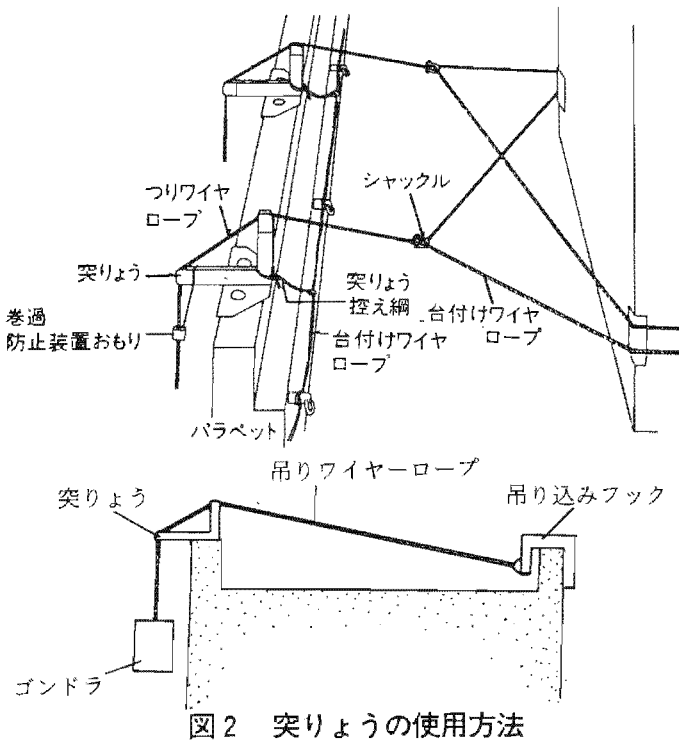 シャックル
つりワイヤ
ロープ
突りょう
巻過
防止装置おもり
突りょう
控え綱
台付けワイヤ
ロープ
台付けワイヤ
ロープ
パラペット
吊りワイヤーロープ
突りょう
吊り込みフック
ゴンドラ
図2 突りょうの使用方法